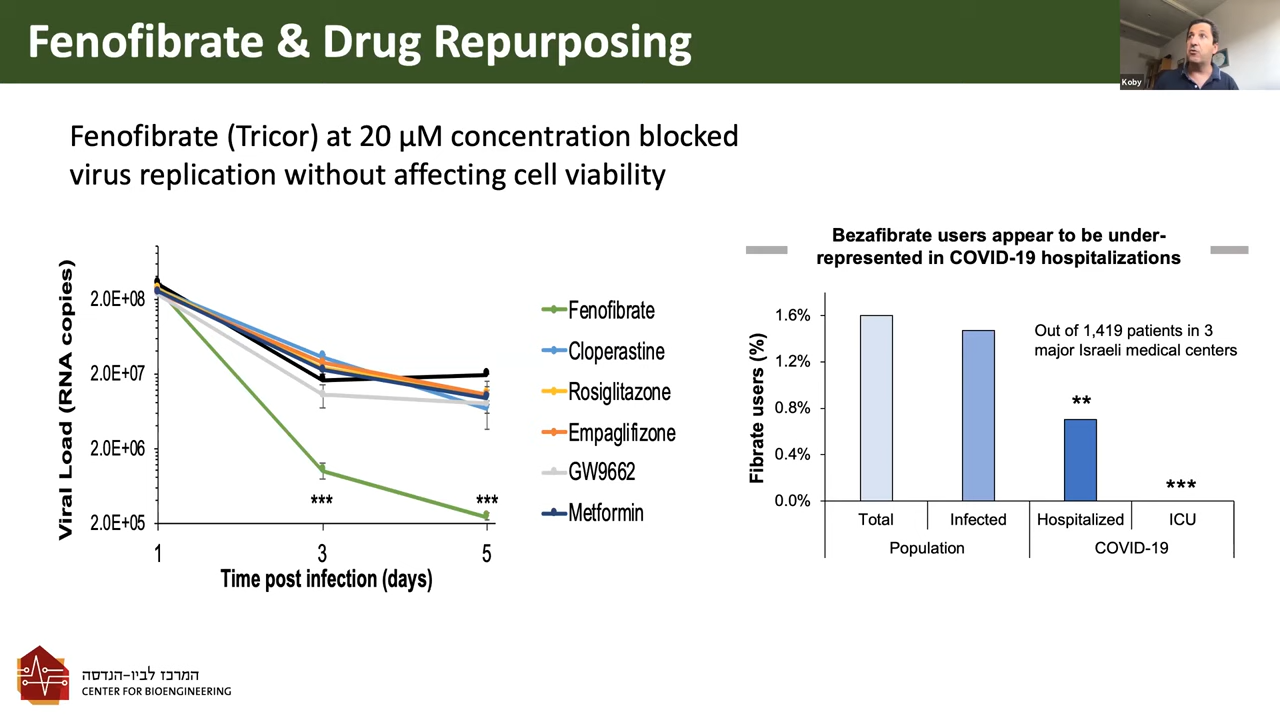 Fenofibrate & Drug Repurposing
Koby
Fenofibrate (Tricor) at 20 µM concentration blocked
virus replication without affecting cell viability
Viral Load (RNA copies)
2.0E+08
2.0E+07
2.0E+06
2.0E+05
***
***
1 3 5
Time post infection (days)
Fenofibrate
Cloperastine
Rosiglitazone
Empaglifizone
GW9662
Metformin
Bezafibrate users appear to be under-
represented in COVID-19 hospitalizations
Fibrate users (%)
1.6%
1.2%
0.8%
0.4%
0.0%
Out of 1,419 patients in 3
major Israeli medical centers
**
***
Total Infected Hospitalized ICU
Population COVID-19
המרכז לביו-הנדסה
CENTER FOR BIOENGINEERING